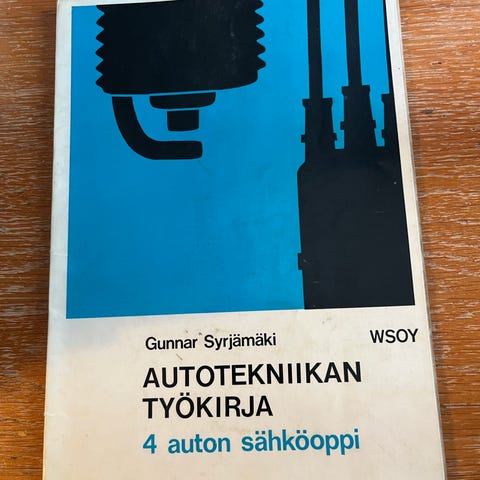 Gunnar Syrjämäki
WSOY
AUTOTEKNIIKAN
TYÖKIRJA
4 auton sähköoppi